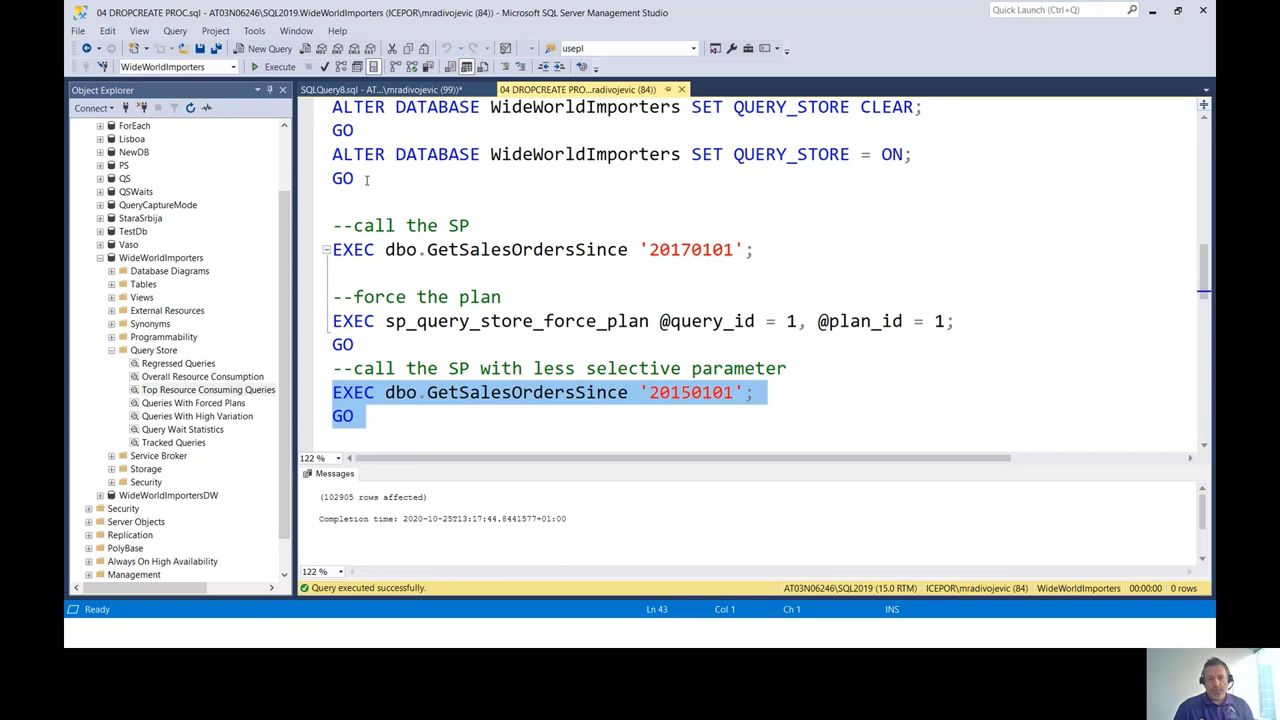 04 DROPCREATE PROC.sql - AT03N06246\SQL2019.WideWorldImporters (ICEPOR\mradivojevic (84)) - Microsoft SQL Server Management Studio
Quick Launch (Ctrl+Q)
File Edit View Query Project Tools Window Help
New Query
usepl
WideWorldImporters
Execute
Object Explorer
SQLQuery8.sql - AT...\mradivojevic (99))*
04 DROPCREATE PRO...radivojevic (84))
Connect
ForEach
Lisboa
NewDB
PS
QS
QSWaits
QueryCaptureMode
StaraSrbija
TestDb
Vaso
WideWorldImporters
Database Diagrams
Tables
Views
External Resources
Synonyms
Programmability
Query Store
Regressed Queries
Overall Resource Consumption
Top Resource Consuming Queries
Queries With Forced Plans
Queries With High Variation
Query Wait Statistics
Tracked Queries
Service Broker
Storage
Security
WideWorldImportersDW
Security
Server Objects
Replication
PolyBase
Always On High Availability
Management
ALTER DATABASE WideWorldImporters SET QUERY_STORE CLEAR;
GO
ALTER DATABASE WideWorldImporters SET QUERY_STORE = ON;
GO
--call the SP
EXEC dbo.GetSalesOrdersSince '20170101';
--force the plan
EXEC sp_query_store_force_plan @query_id = 1, @plan_id = 1;
GO
--call the SP with less selective parameter
EXEC dbo.GetSalesOrdersSince '20150101';
GO
122 %
Messages
(102905 rows affected)
Completion time: 2020-10-25T13:17:44.8441577+01:00
122 %
Query executed successfully.
AT03N06246\SQL2019 (15.0 RTM) ICEPOR\mradivojevic (84) WideWorldImporters 00:00:00 0 rows
Ready
Ln 43 Col 1 Ch 1 INS